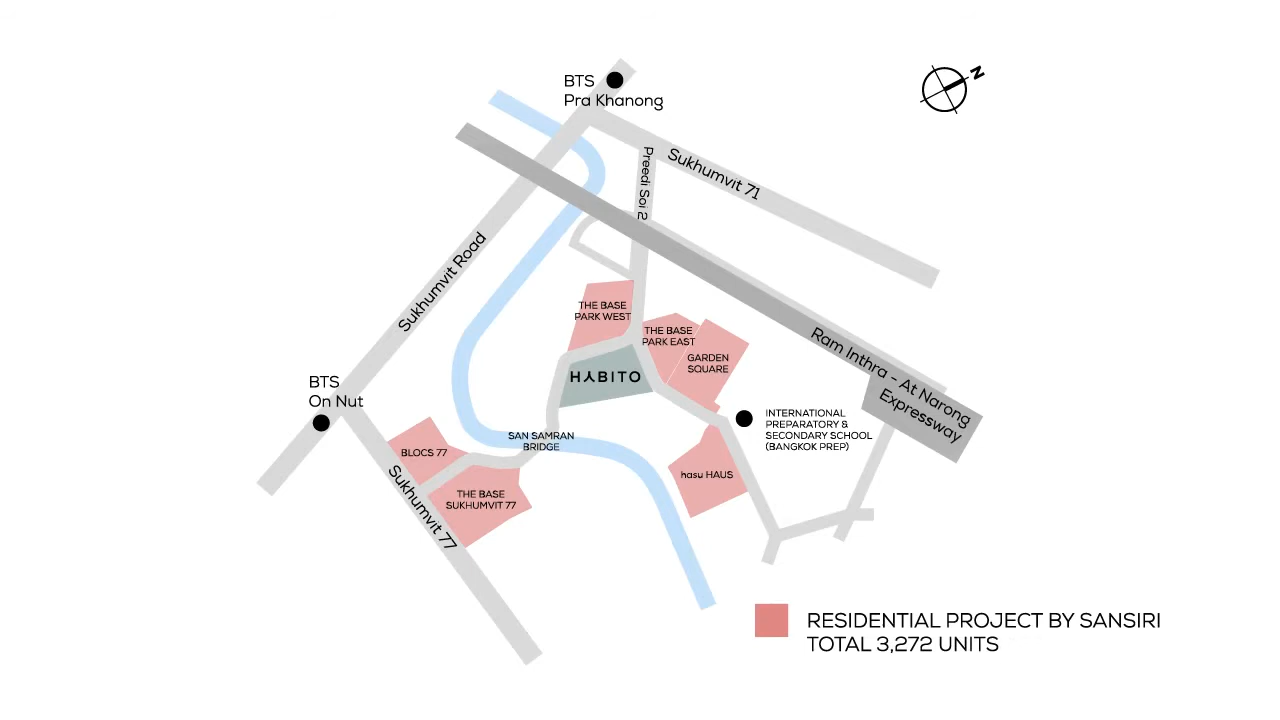 BTS
Pra Khanong
N
Sukhumvit 71
Preedi Soi 2
Sukhumvit Road
THE BASE
PARK WEST
THE BASE
PARK EAST
GARDEN
SQUARE
Ram Inthra - At Narong
Expressway
HABITO
BTS
On Nut
INTERNATIONAL
PREPARATORY &
SECONDARY SCHOOL
(BANGKOK PREP)
SAN SAMRAN
BRIDGE
BLOCS 77
hasu HAUS
THE BASE
SUKHUMVIT 77
Sukhumvit 77
RESIDENTIAL PROJECT BY SANSIRI
TOTAL 3,272 UNITS